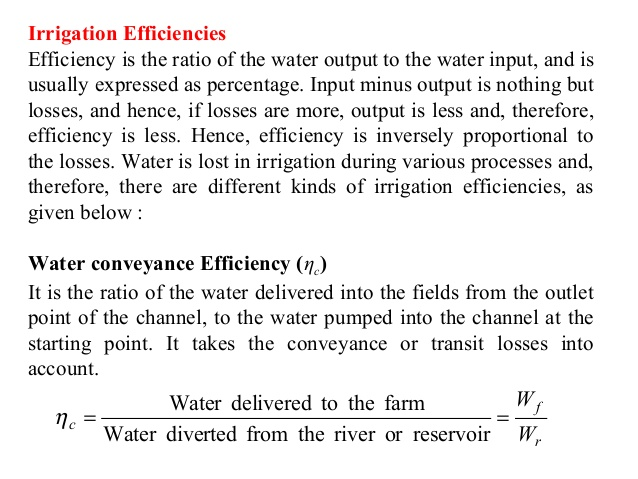 Irrigation Efficiencies
Efficiency is the ratio of the water output to the water input, and is
usually expressed as percentage. Input minus output is nothing but
losses, and hence, if losses are more, output is less and, therefore,
efficiency is less. Hence, efficiency is inversely proportional to
the losses. Water is lost in irrigation during various processes and,
therefore, there are different kinds of irrigation efficiencies, as
given below :
Water conveyance Efficiency (η_c)
It is the ratio of the water delivered into the fields from the outlet
point of the channel, to the water pumped into the channel at the
starting point. It takes the conveyance or transit losses into
account.
η_c = Water delivered to the farm / Water diverted from the river or reservoir = W_f / W_r